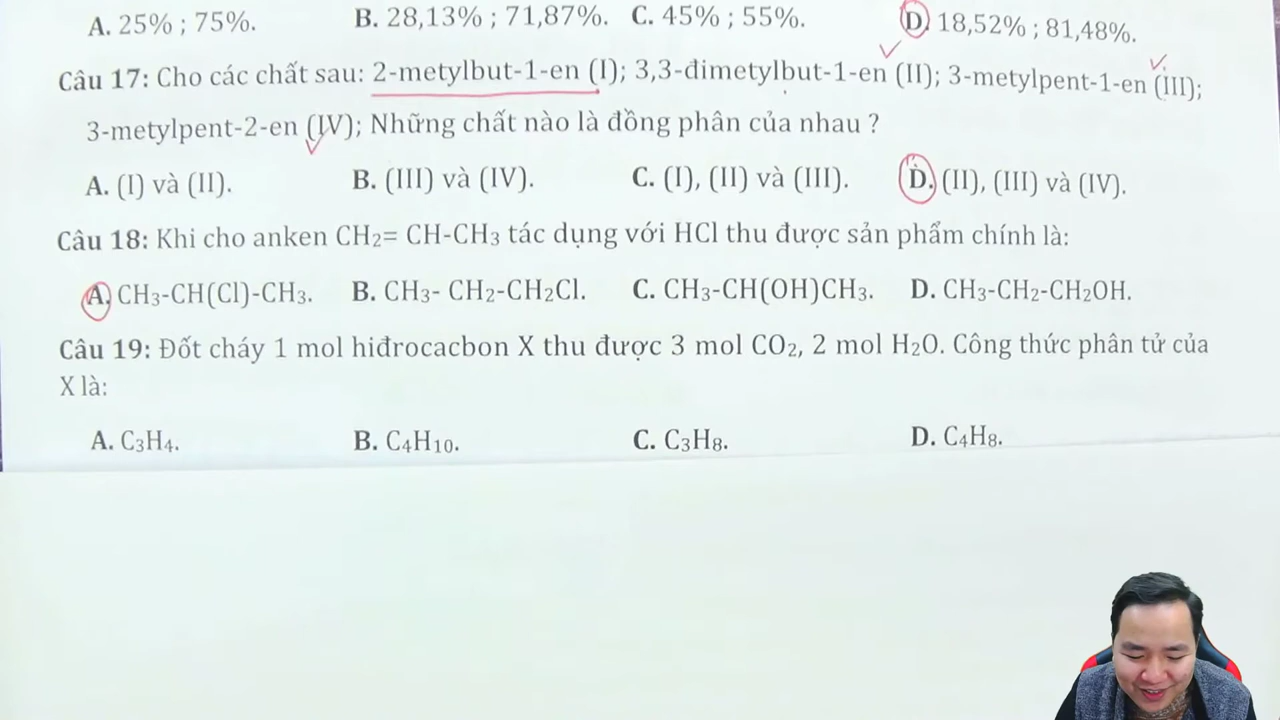 A. 25% ; 75%. B. 28,13% ; 71,87%. C. 45% ; 55%. D. 18,52% ; 81,48%.
Câu 17: Cho các chất sau: 2-metylbut-1-en (I); 3,3-đimetylbut-1-en (II); 3-metylpent-1-en (III);
3-metylpent-2-en (IV); Những chất nào là đồng phân của nhau ?
A. (I) và (II). B. (III) và (IV). C. (I), (II) và (III). D. (II), (III) và (IV).
Câu 18: Khi cho anken CH₂= CH-CH₃ tác dụng với HCl thu được sản phẩm chính là:
A. CH₃-CH(Cl)-CH₃. B. CH₃- CH₂-CH₂Cl. C. CH₃-CH(OH)CH₃. D. CH₃-CH₂-CH₂OH.
Câu 19: Đốt cháy 1 mol hiđrocacbon X thu được 3 mol CO₂, 2 mol H₂O. Công thức phân tử của
X là:
A. C₃H₄. B. C₄H₁₀. C. C₃H₈. D. C₄H₈.